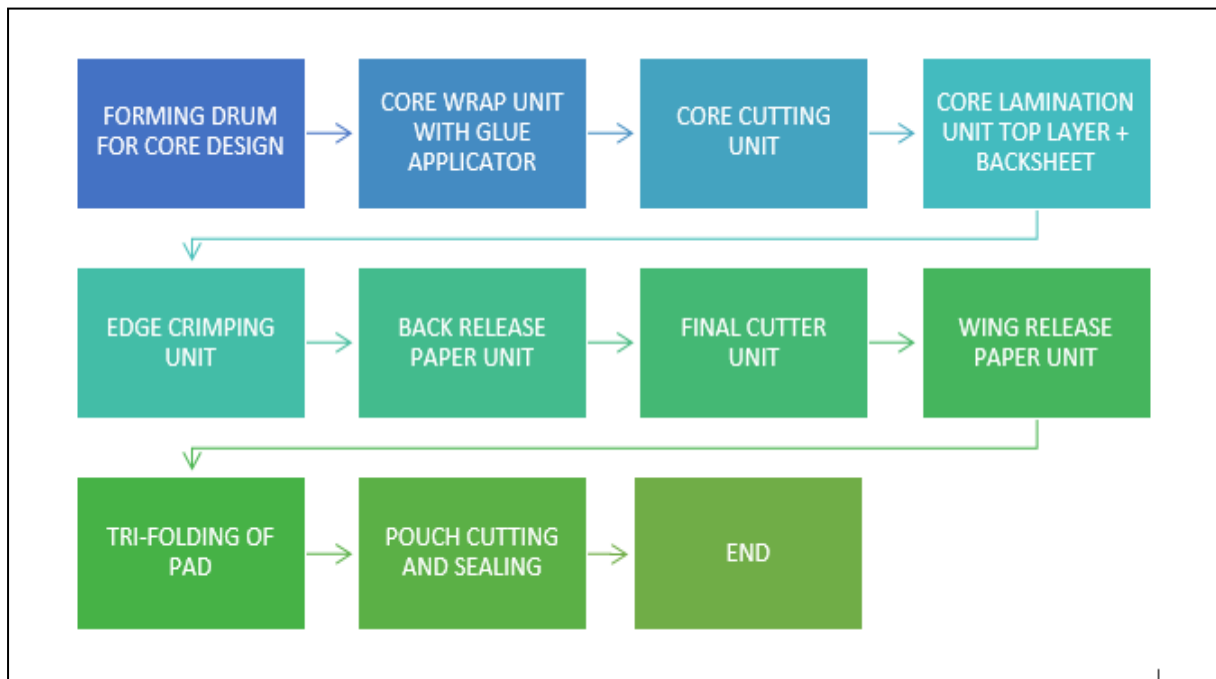 FORMING DRUM
FOR CORE DESIGN
CORE WRAP UNIT
WITH GLUE
APPLICATOR
CORE CUTTING
UNIT
CORE LAMINATION
UNIT TOP LAYER +
BACKSHEET
EDGE CRIMPING
UNIT
BACK RELEASE
PAPER UNIT
FINAL CUTTER
UNIT
WING RELEASE
PAPER UNIT
TRI-FOLDING OF
PAD
POUCH CUTTING
AND SEALING
END